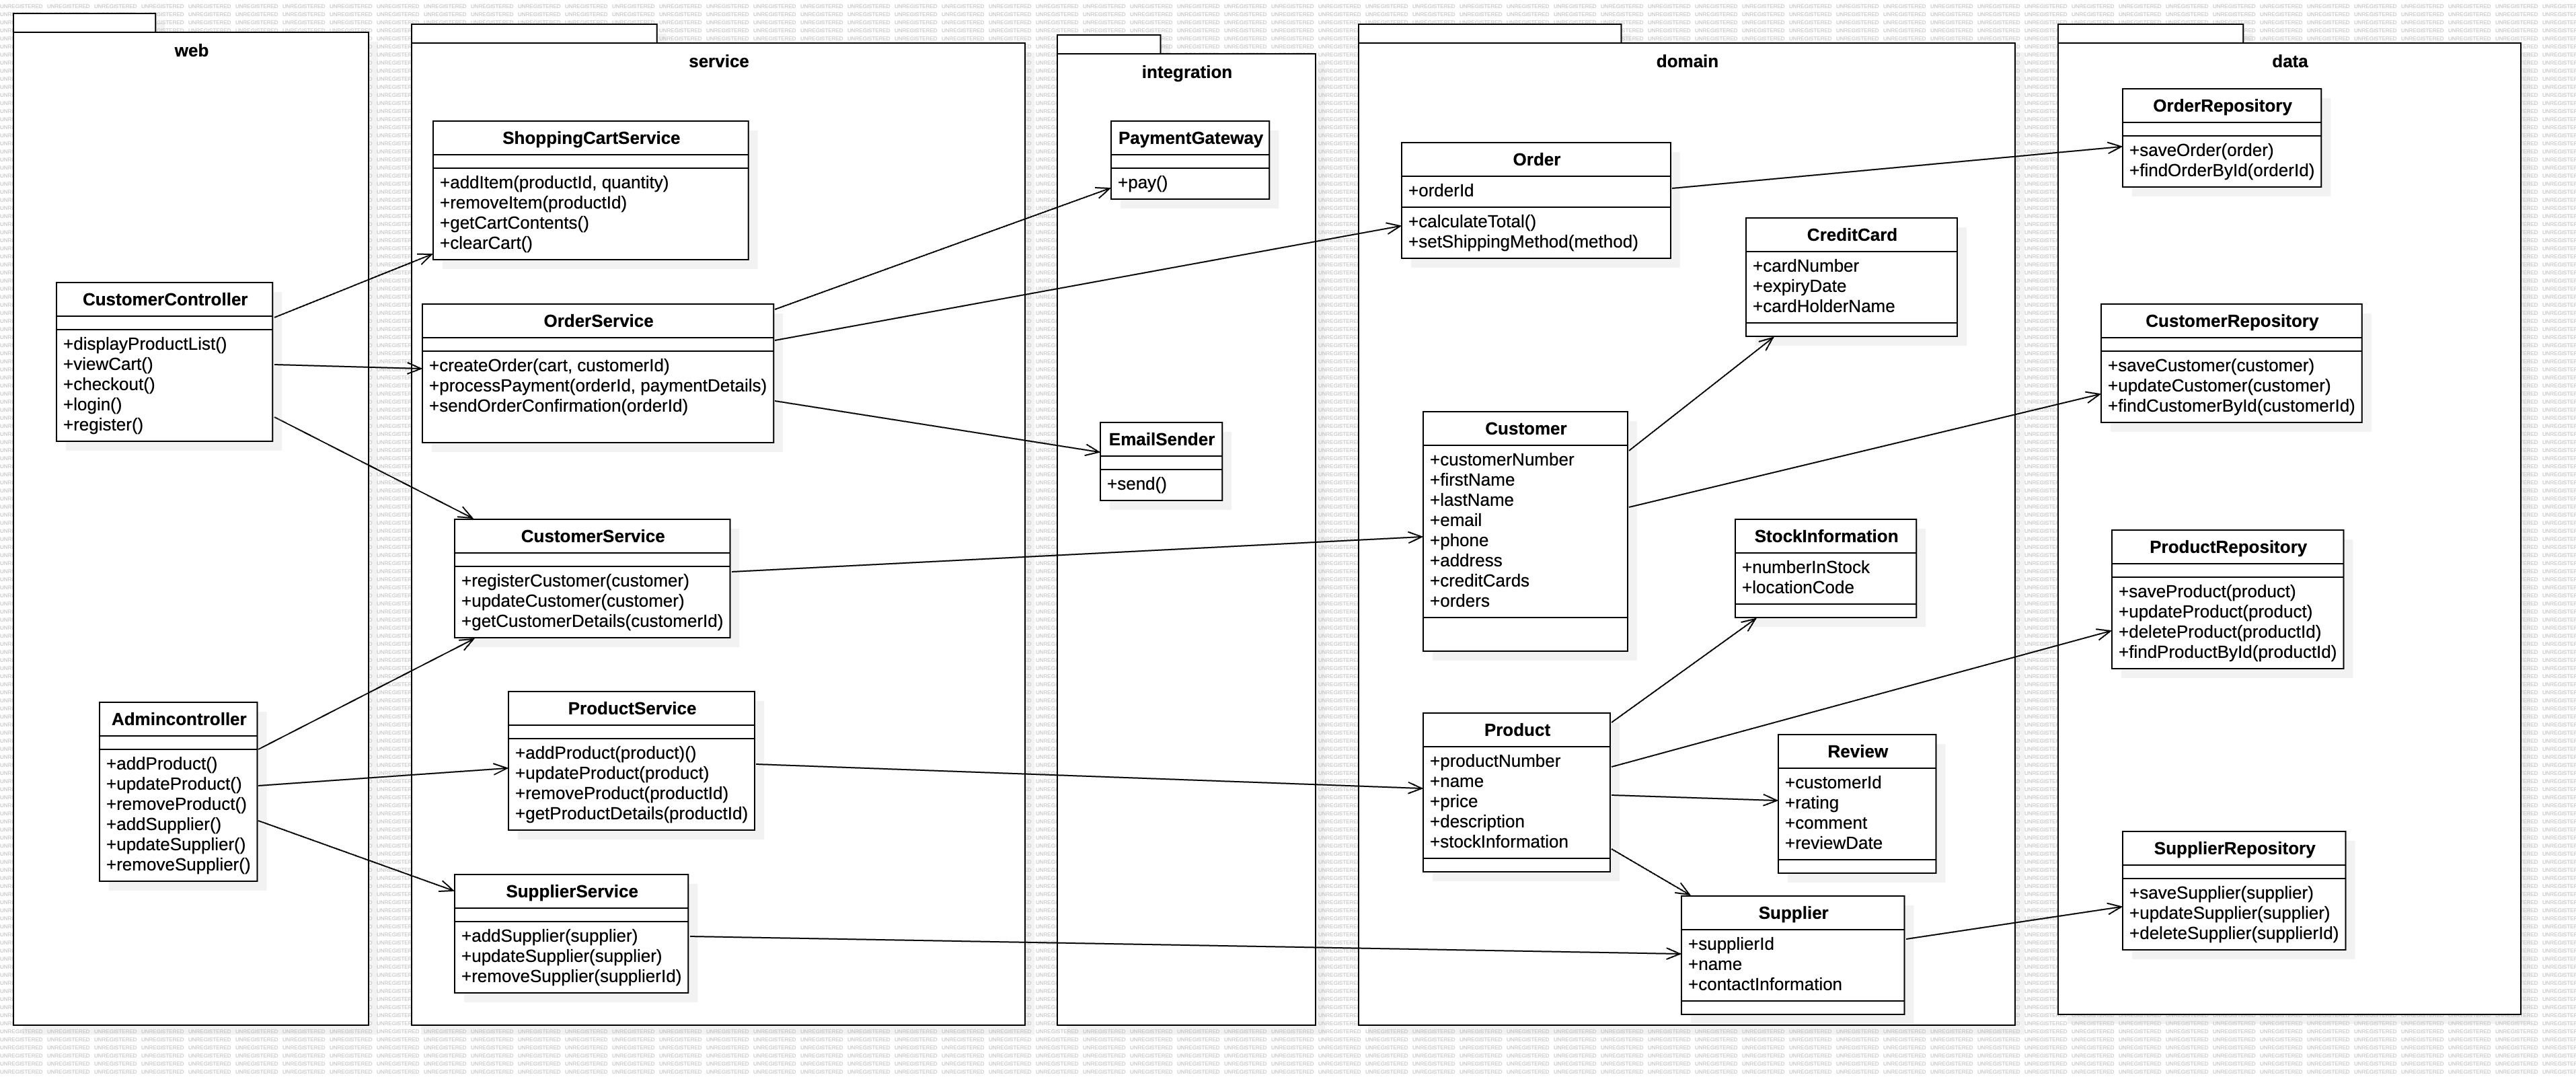 web
CustomerController
+displayProductList()
+viewCart()
+checkout()
+login()
+register()
Admincontroller
+addProduct()
+updateProduct()
+removeProduct()
+addSupplier()
+updateSupplier()
+removeSupplier()
service
ShoppingCartService
+addItem(productId, quantity)
+removeItem(productId)
+getCartContents()
+clearCart()
OrderService
+createOrder(cart, customerId)
+processPayment(orderId, paymentDetails)
+sendOrderConfirmation(orderId)
CustomerService
+registerCustomer(customer)
+updateCustomer(customer)
+getCustomerDetails(customerId)
ProductService
+addProduct(product)()
+updateProduct(product)
+removeProduct(productId)
+getProductDetails(productId)
SupplierService
+addSupplier(supplier)
+updateSupplier(supplier)
+removeSupplier(supplierId)
integration
PaymentGateway
+pay()
EmailSender
+send()
domain
Order
+orderId
+calculateTotal()
+setShippingMethod(method)
CreditCard
+cardNumber
+expiryDate
+cardHolderName
Customer
+customerNumber
+firstName
+lastName
+email
+phone
+address
+creditCards
+orders
StockInformation
+numberInStock
+locationCode
Product
+productNumber
+name
+price
+description
+stockInformation
Review
+customerId
+rating
+comment
+reviewDate
Supplier
+supplierId
+name
+contactInformation
data
OrderRepository
+saveOrder(order)
+findOrderById(orderId)
CustomerRepository
+saveCustomer(customer)
+updateCustomer(customer)
+findCustomerById(customerId)
ProductRepository
+saveProduct(product)
+updateProduct(product)
+deleteProduct(productId)
+findProductById(productId)
SupplierRepository
+saveSupplier(supplier)
+updateSupplier(supplier)
+deleteSupplier(supplierId)
UNREGISTERED